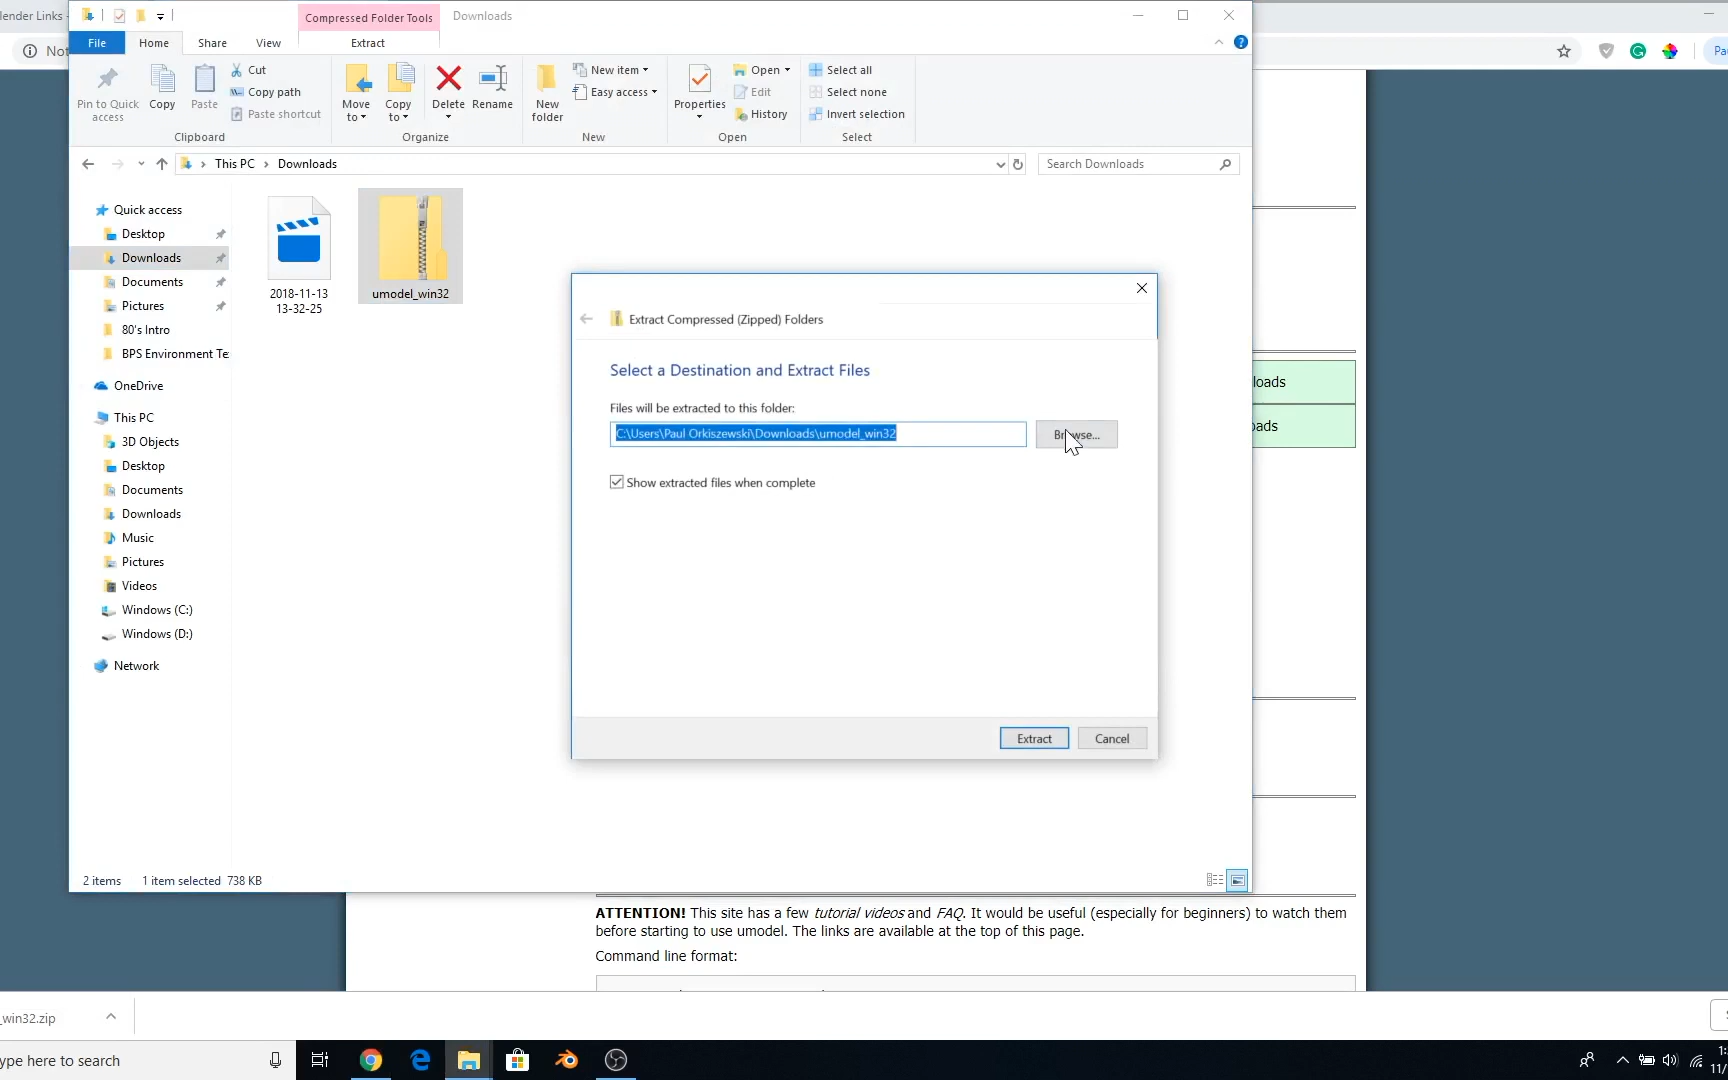 lender Links
Compressed Folder Tools
Downloads
File
Home
Share
View
Extract
Pin to Quick access
Copy
Paste
Cut
Copy path
Paste shortcut
Clipboard
Move to
Copy to
Delete
Rename
Organize
New folder
New item
Easy access
New
Properties
Open
Edit
History
Open
Select all
Select none
Invert selection
Select
Not
Pa
This PC
Downloads
Search Downloads
Quick access
Desktop
Downloads
Documents
Pictures
80's Intro
BPS Environment Te
OneDrive
This PC
3D Objects
Desktop
Documents
Downloads
Music
Pictures
Videos
Windows (C:)
Windows (D:)
Network
2018-11-13
13-32-25
umodel_win32
Extract Compressed (Zipped) Folders
Select a Destination and Extract Files
Files will be extracted to this folder:
C:\Users\Paul Orkiszewski\Downloads\umodel_win32
Browse...
Show extracted files when complete
Extract
Cancel
loads
oads
2 items
1 item selected 738 KB
ATTENTION! This site has a few tutorial videos and FAQ. It would be useful (especially for beginners) to watch them
before starting to use umodel. The links are available at the top of this page.
Command line format:
_win32.zip
ype here to search
1:
11/